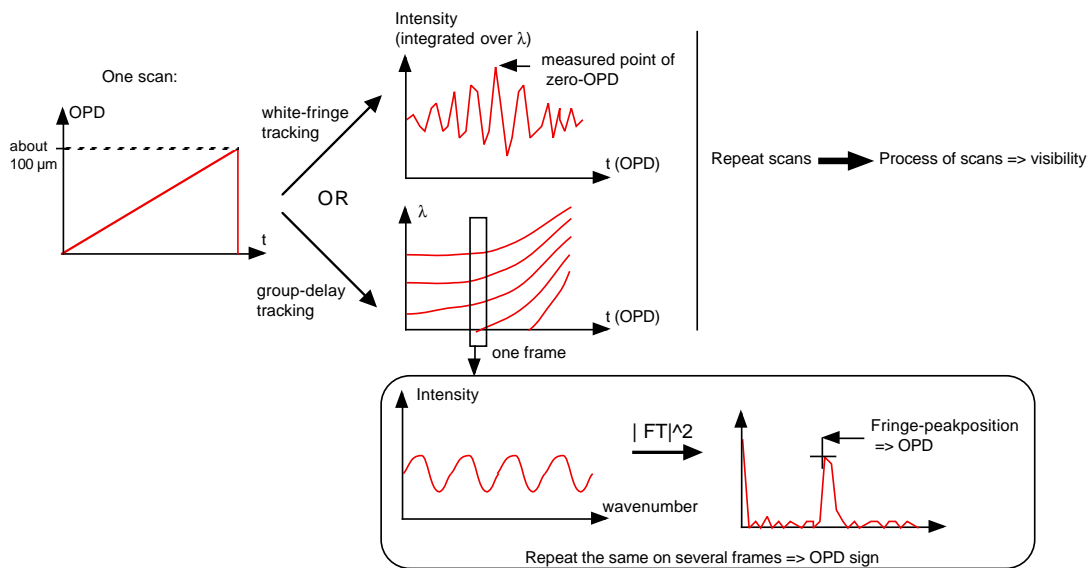 One scan:
OPD
about
100 µm
t
white-fringe
tracking
OR
group-delay
tracking
Intensity
(integrated over λ)
measured point of
zero-OPD
t (OPD)
λ
t (OPD)
one frame
Repeat scans
Process of scans => visibility
Intensity
wavenumber
| FT|^2
Fringe-peakposition
=> OPD
Repeat the same on several frames => OPD sign